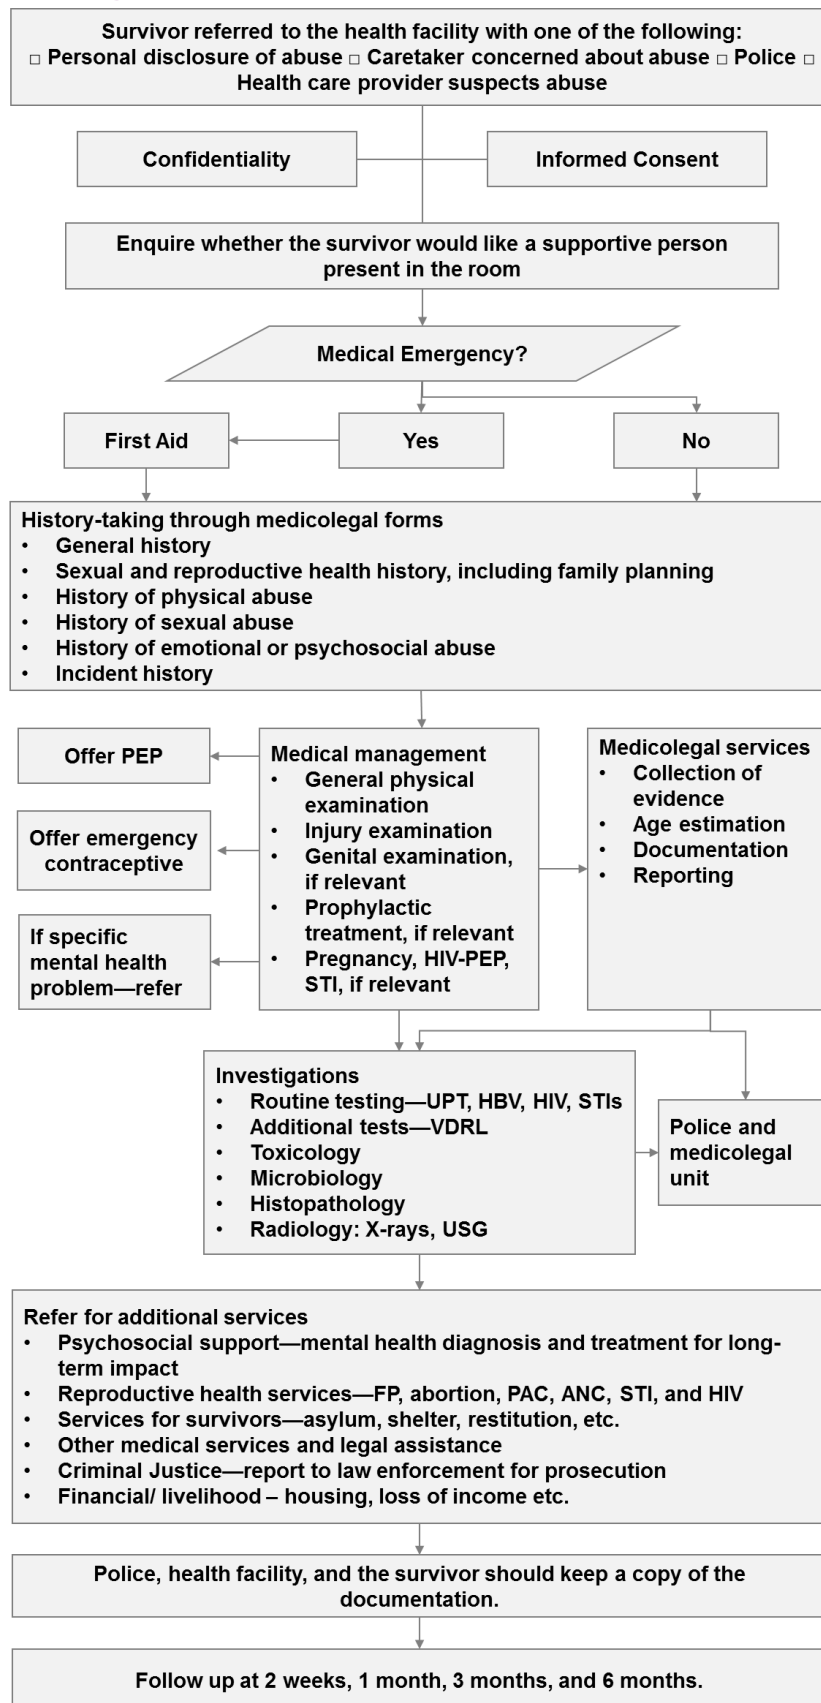 Survivor referred to the health facility with one of the following:
□ Personal disclosure of abuse □ Caretaker concerned about abuse □ Police □
Health care provider suspects abuse
Confidentiality
Informed Consent
Enquire whether the survivor would like a supportive person
present in the room
Medical Emergency?
First Aid
Yes
No
History-taking through medicolegal forms
• General history
• Sexual and reproductive health history, including family planning
• History of physical abuse
• History of sexual abuse
• History of emotional or psychosocial abuse
• Incident history
Offer PEP
Offer emergency
contraceptive
If specific
mental health
problem—refer
Medical management
• General physical
examination
• Injury examination
• Genital examination,
if relevant
• Prophylactic
treatment, if relevant
• Pregnancy, HIV-PEP,
STI, if relevant
Medicolegal services
• Collection of
evidence
• Age estimation
• Documentation
• Reporting
Investigations
• Routine testing—UPT, HBV, HIV, STIs
• Additional tests—VDRL
• Toxicology
• Microbiology
• Histopathology
• Radiology: X-rays, USG
Police and
medicolegal
unit
Refer for additional services
• Psychosocial support—mental health diagnosis and treatment for long-
term impact
• Reproductive health services—FP, abortion, PAC, ANC, STI, and HIV
• Services for survivors—asylum, shelter, restitution, etc.
• Other medical services and legal assistance
• Criminal Justice—report to law enforcement for prosecution
• Financial/ livelihood – housing, loss of income etc.
Police, health facility, and the survivor should keep a copy of the
documentation.
Follow up at 2 weeks, 1 month, 3 months, and 6 months.